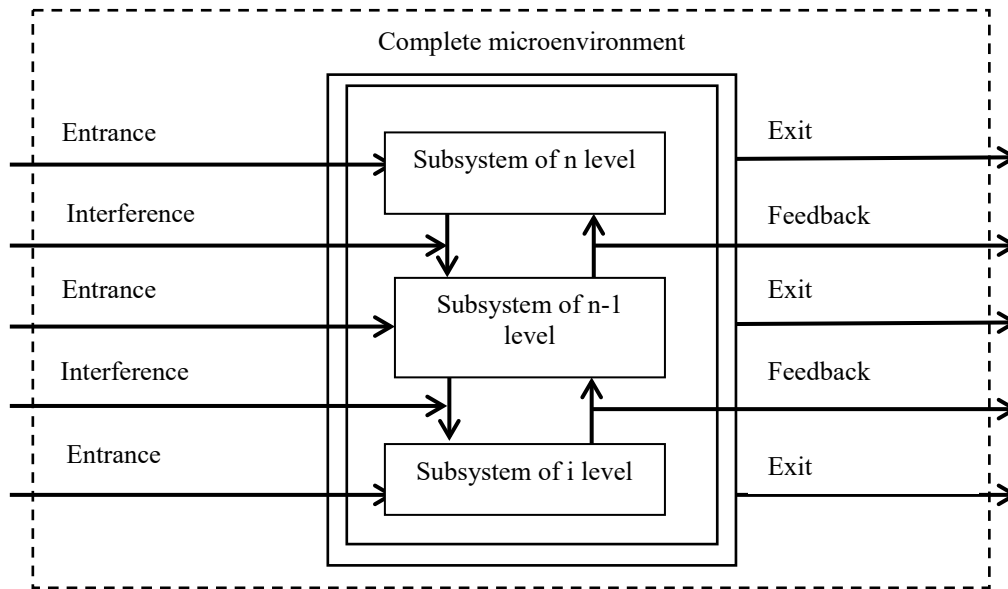 Complete microenvironment
Entrance
Subsystem of n level
Exit
Interference
Feedback
Entrance
Subsystem of n-1
level
Exit
Interference
Feedback
Entrance
Subsystem of i level
Exit